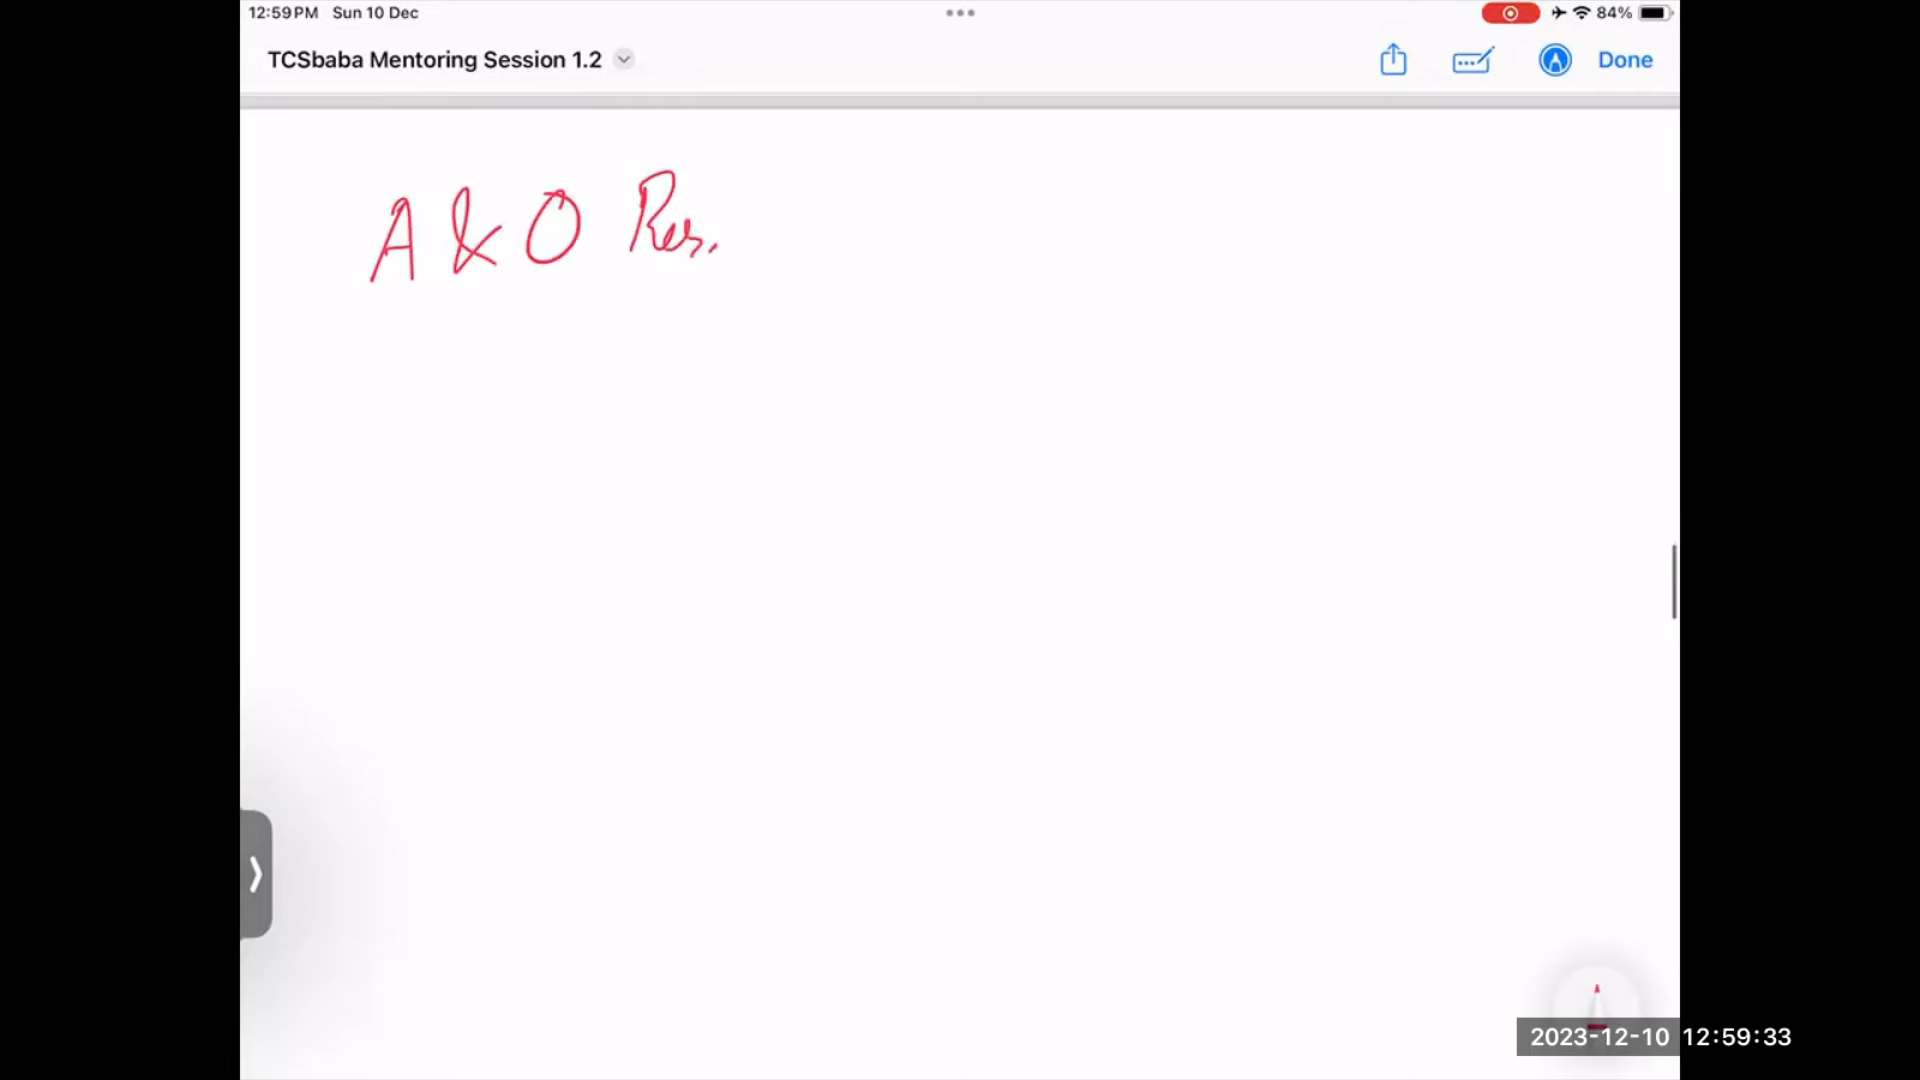 12:59 PM Sun 10 Dec
84%
TCSbaba Mentoring Session 1.2
Done
A & O Res.
2023-12-10 12:59:33